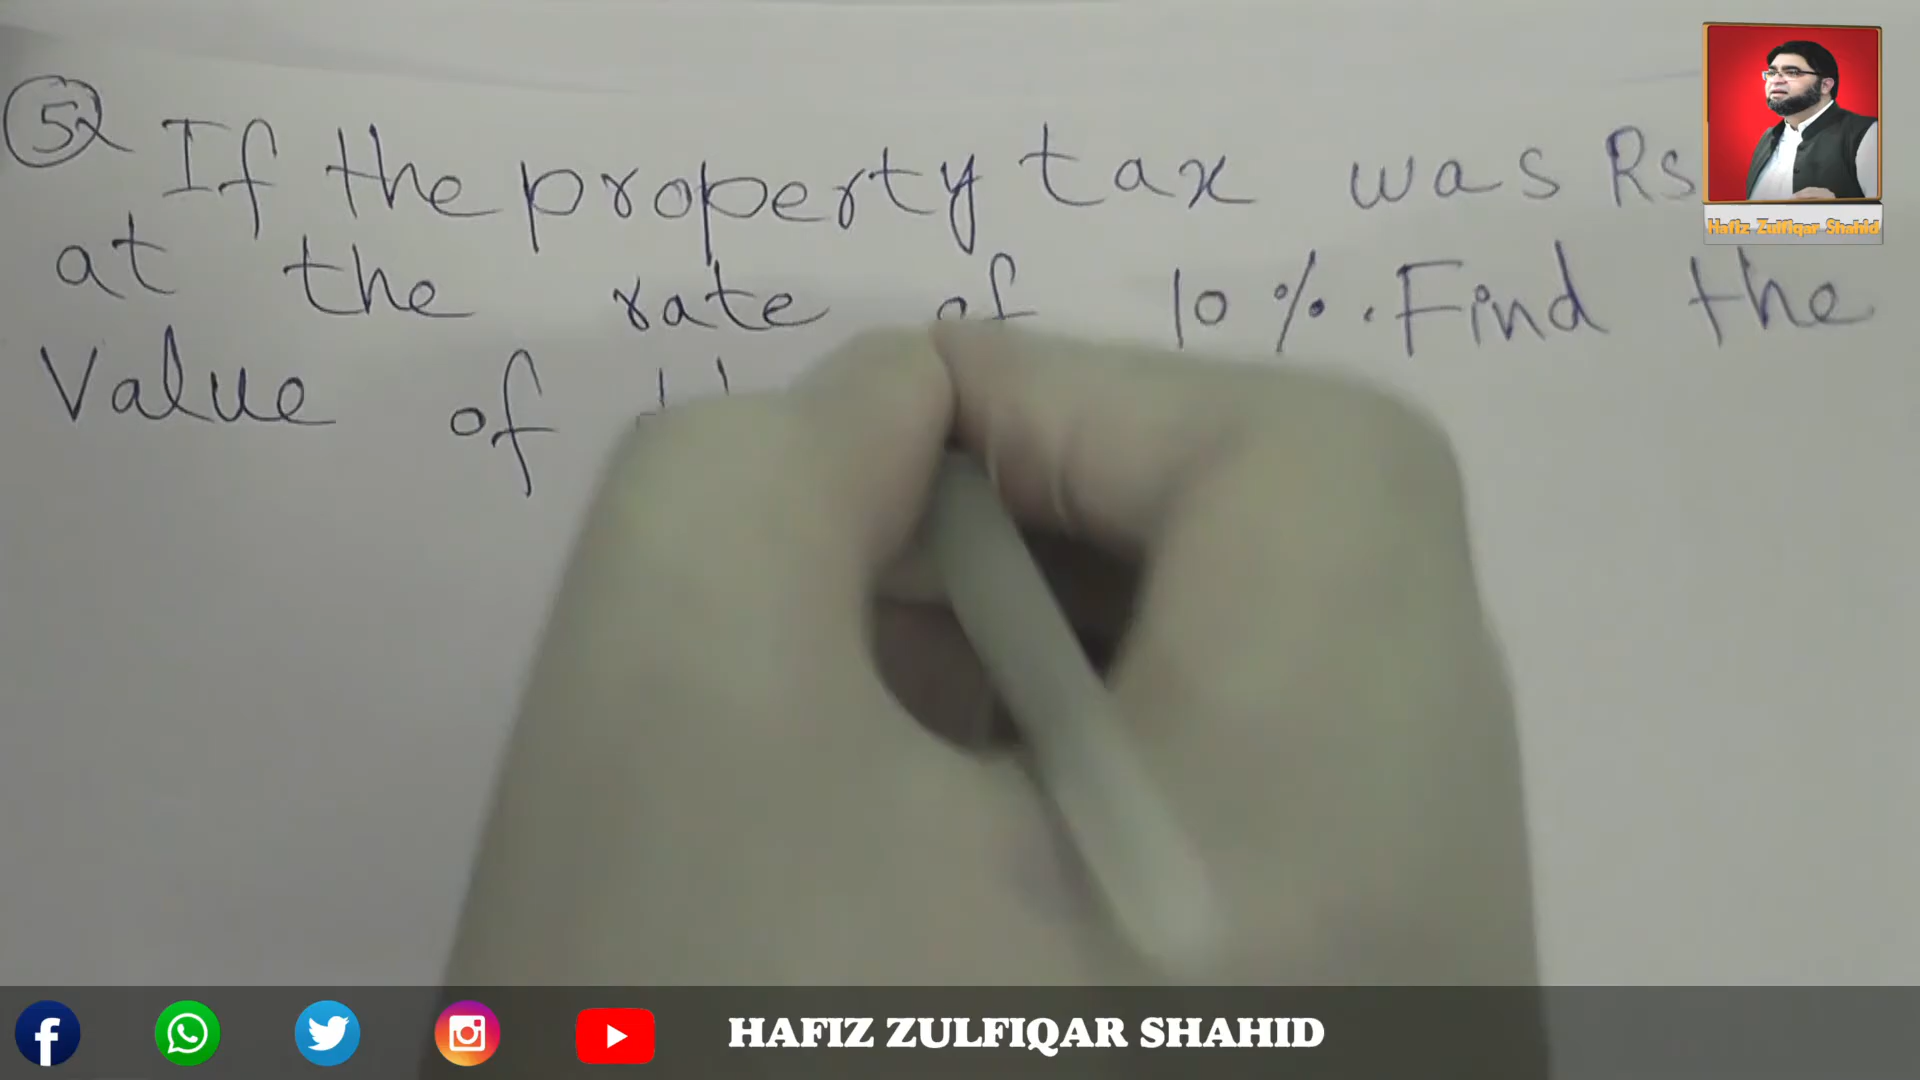 5 If the property tax was Rs
at the rate of 10%. Find the
Value of
Hafiz Zulfiqar Shahid
HAFIZ ZULFIQAR SHAHID